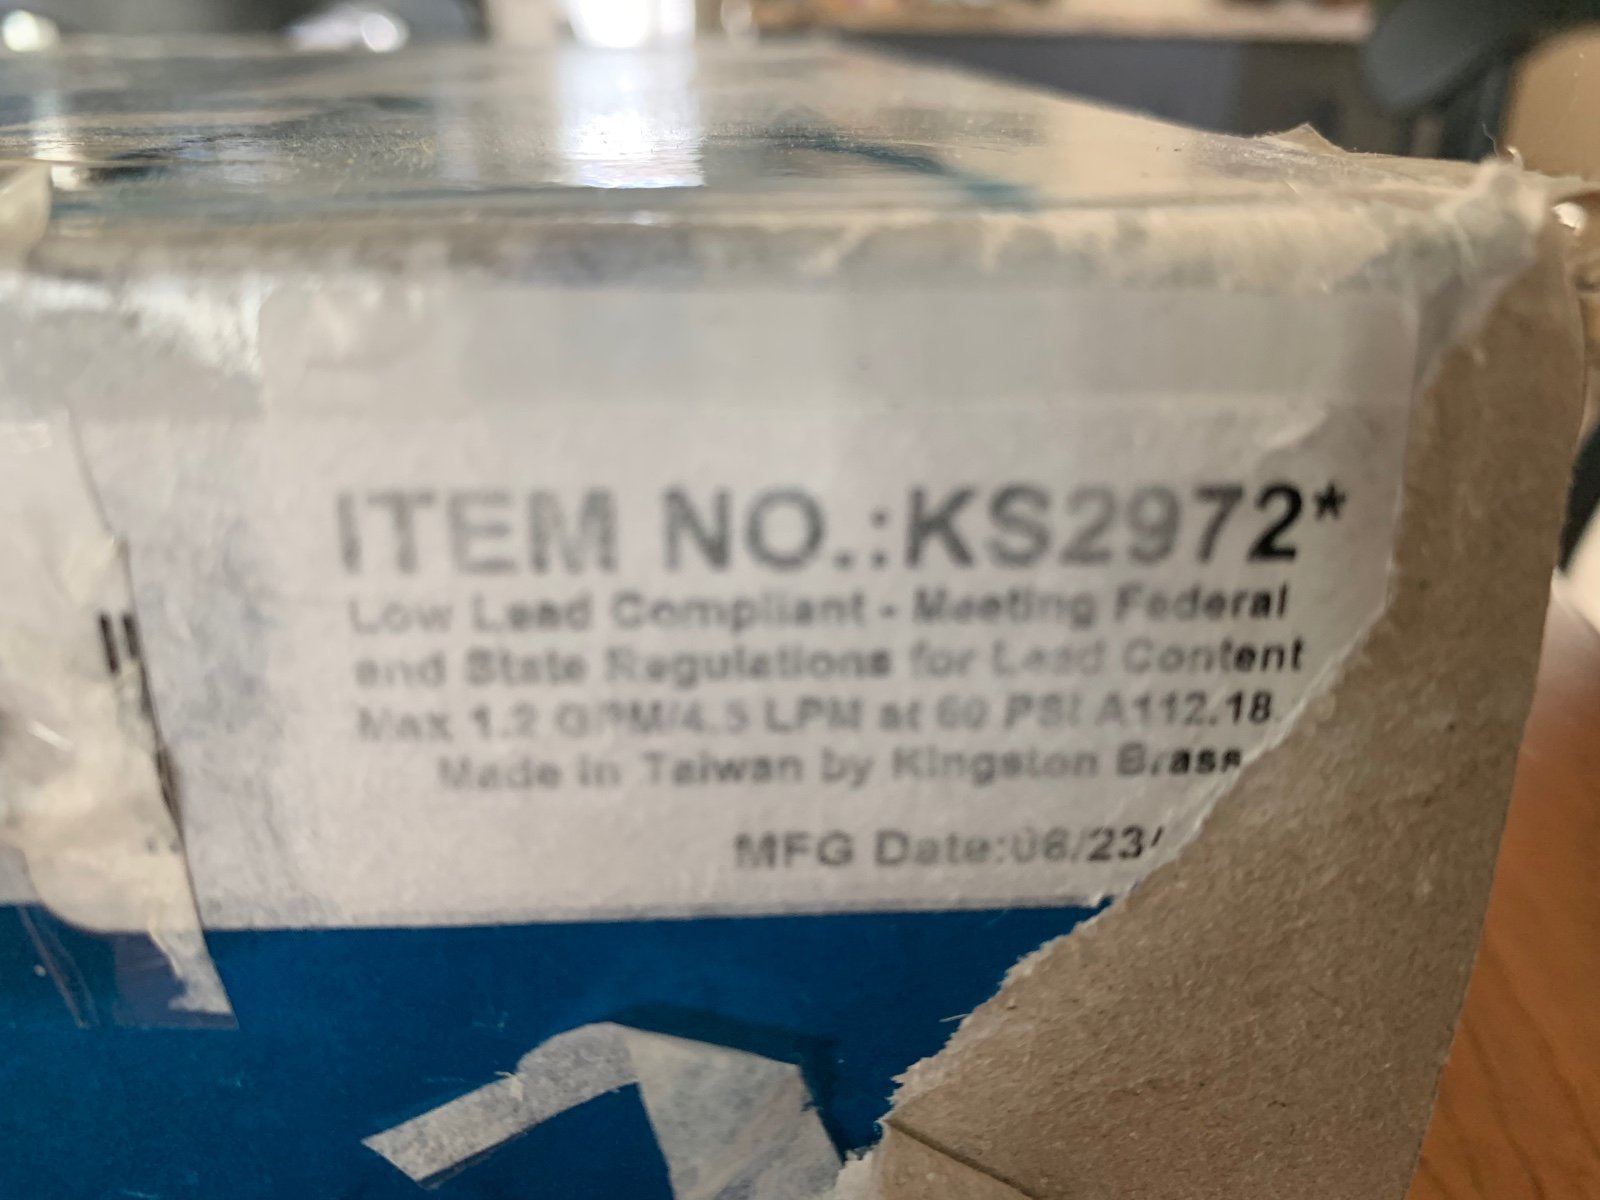 ITEM NO.:KS2972*
Low Lead Compliant - Meeting Federal
and State Regulations for Lead Content
Max 1.2 GPM/4.5 LPM at 60 PSI A112.18.
Made in Taiwan by Kingston Brass
MFG Date:06/23/